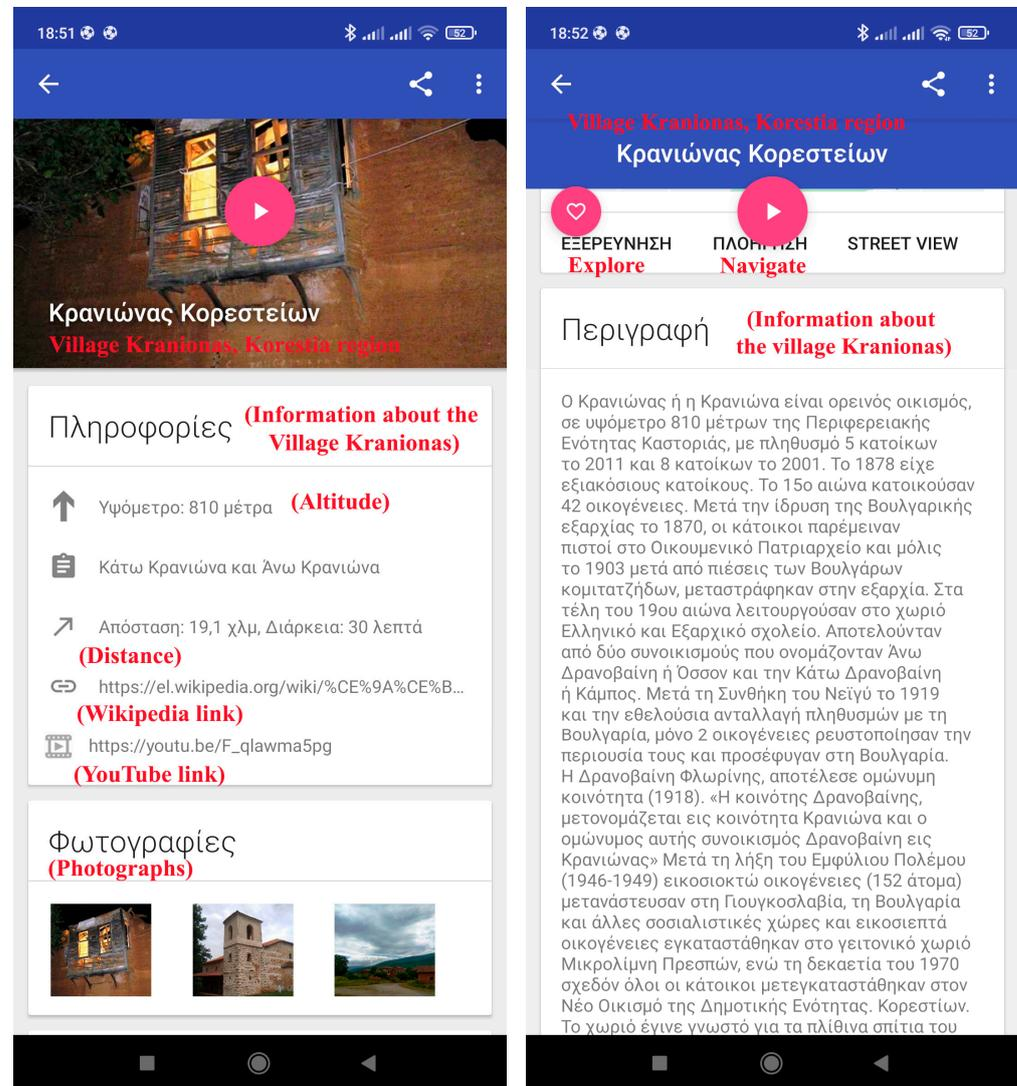 18:51
52
Κρανιώνας Κορεστείων
Village Kranionas, Korestia region
Πληροφορίες
(Information about the
Village Kranionas)
Υψόμετρο: 810 μέτρα
(Altitude)
Κάτω Κρανιώνα και Άνω Κρανιώνα
Απόσταση: 19,1 χλμ, Διάρκεια: 30 λεπτά
(Distance)
https://el.wikipedia.org/wiki/%CE%9A%CE%B...
(Wikipedia link)
https://youtu.be/F_qlawma5pg
(YouTube link)
Φωτογραφίες
(Photographs)
18:52
52
Village Kranionas, Korestia region
Κρανιώνας Κορεστείων
ΕΞΕΡΕΥΝΗΣΗ ΠΛΟΗΓΗΣΗ STREET VIEW
Explore Navigate
Περιγραφή
(Information about
the village Kranionas)
Ο Κρανιώνας ή η Κρανιώνα είναι ορεινός οικισμός,
σε υψόμετρο 810 μέτρων της Περιφερειακής
Ενότητας Καστοριάς, με πληθυσμό 5 κατοίκων
το 2011 και 8 κατοίκων το 2001. Το 1878 είχε
εξιακόσιους κατοίκους. Το 15ο αιώνα κατοικούσαν
42 οικογένειες. Μετά την ίδρυση της Βουλγαρικής
εξαρχίας το 1870, οι κάτοικοι παρέμειναν
πιστοί στο Οικουμενικό Πατριαρχείο και μόλις
το 1903 μετά από πιέσεις των Βουλγάρων
κομιτατζήδων, μεταστράφηκαν στην εξαρχία. Στα
τέλη του 19ου αιώνα λειτουργούσαν στο χωριό
Ελληνικό και Εξαρχικό σχολείο. Αποτελούνταν
από δύο συνοικισμούς που ονομάζονταν Άνω
Δρανοβαίνη ή Όσσον και την Κάτω Δρανοβαίνη
ή Κάμπος. Μετά τη Συνθήκη του Νεϊγύ το 1919
και την εθελούσια ανταλλαγή πληθυσμών με τη
Βουλγαρία, μόνο 2 οικογένειες ρευστοποίησαν την
περιουσία τους και προσέφυγαν στη Βουλγαρία.
Η Δρανοβαίνη Φλωρίνης, αποτέλεσε ομώνυμη
κοινότητα (1918). «Η κοινότης Δρανοβαίνης,
μετονομάζεται εις κοινότητα Κρανιώνα και ο
ομώνυμος αυτής συνοικισμός Δρανοβαίνη εις
Κρανιώνας» Μετά τη λήξη του Εμφύλιου Πολέμου
(1946-1949) εικοσιοκτώ οικογένειες (152 άτομα)
μετανάστευσαν στη Γιουγκοσλαβία, τη Βουλγαρία
και άλλες σοσιαλιστικές χώρες και εικοσιεπτά
οικογένειες εγκαταστάθηκαν στο γειτονικό χωριό
Μικρολίμνη Πρεσπών, ενώ τη δεκαετία του 1970
σχεδόν όλοι οι κάτοικοι μετεγκαταστάθηκαν στον
Νέο Οικισμό της Δημοτικής Ενότητας. Κορεστίων.
Το χωριό έγινε γνωστό για τα πλίθινα σπίτια του